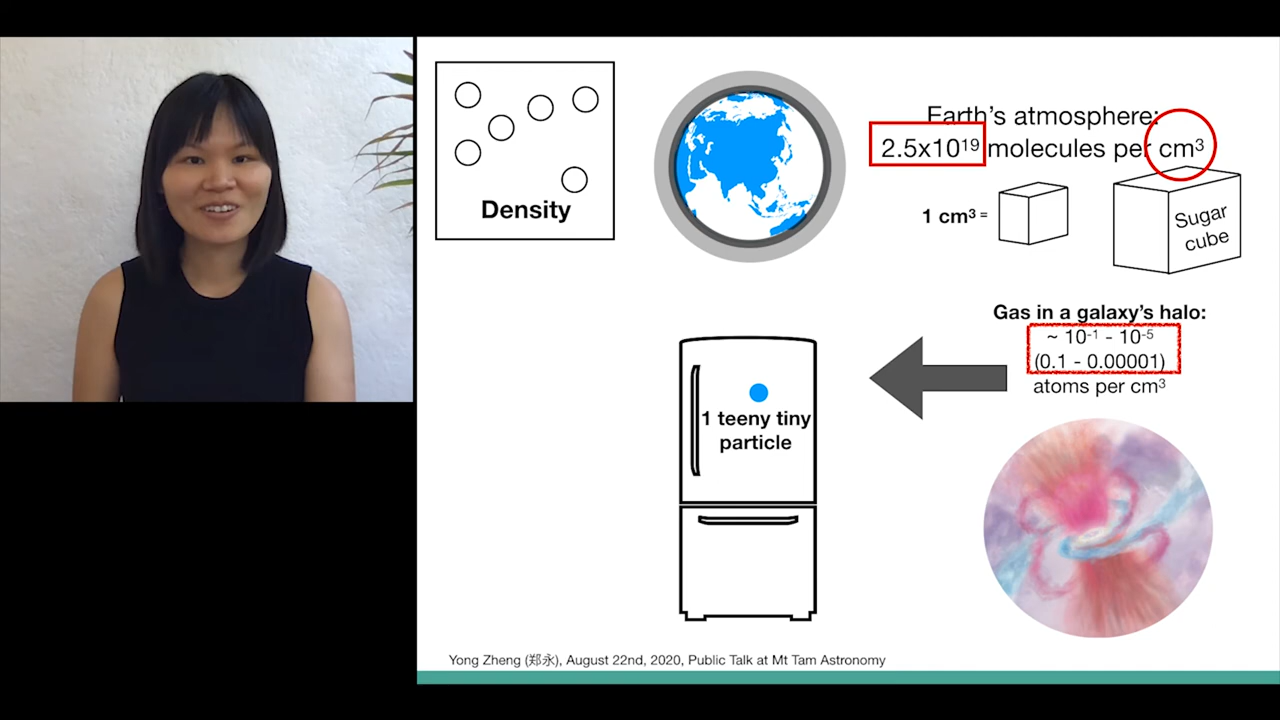 Density
Earth's atmosphere:
2.5x10¹⁹ molecules per cm³
1 cm³ =
Sugar
cube
Gas in a galaxy's halo:
~ 10⁻¹ - 10⁻⁵
(0.1 - 0.00001)
atoms per cm³
1 teeny tiny
particle
Yong Zheng (郑永), August 22nd, 2020, Public Talk at Mt Tam Astronomy